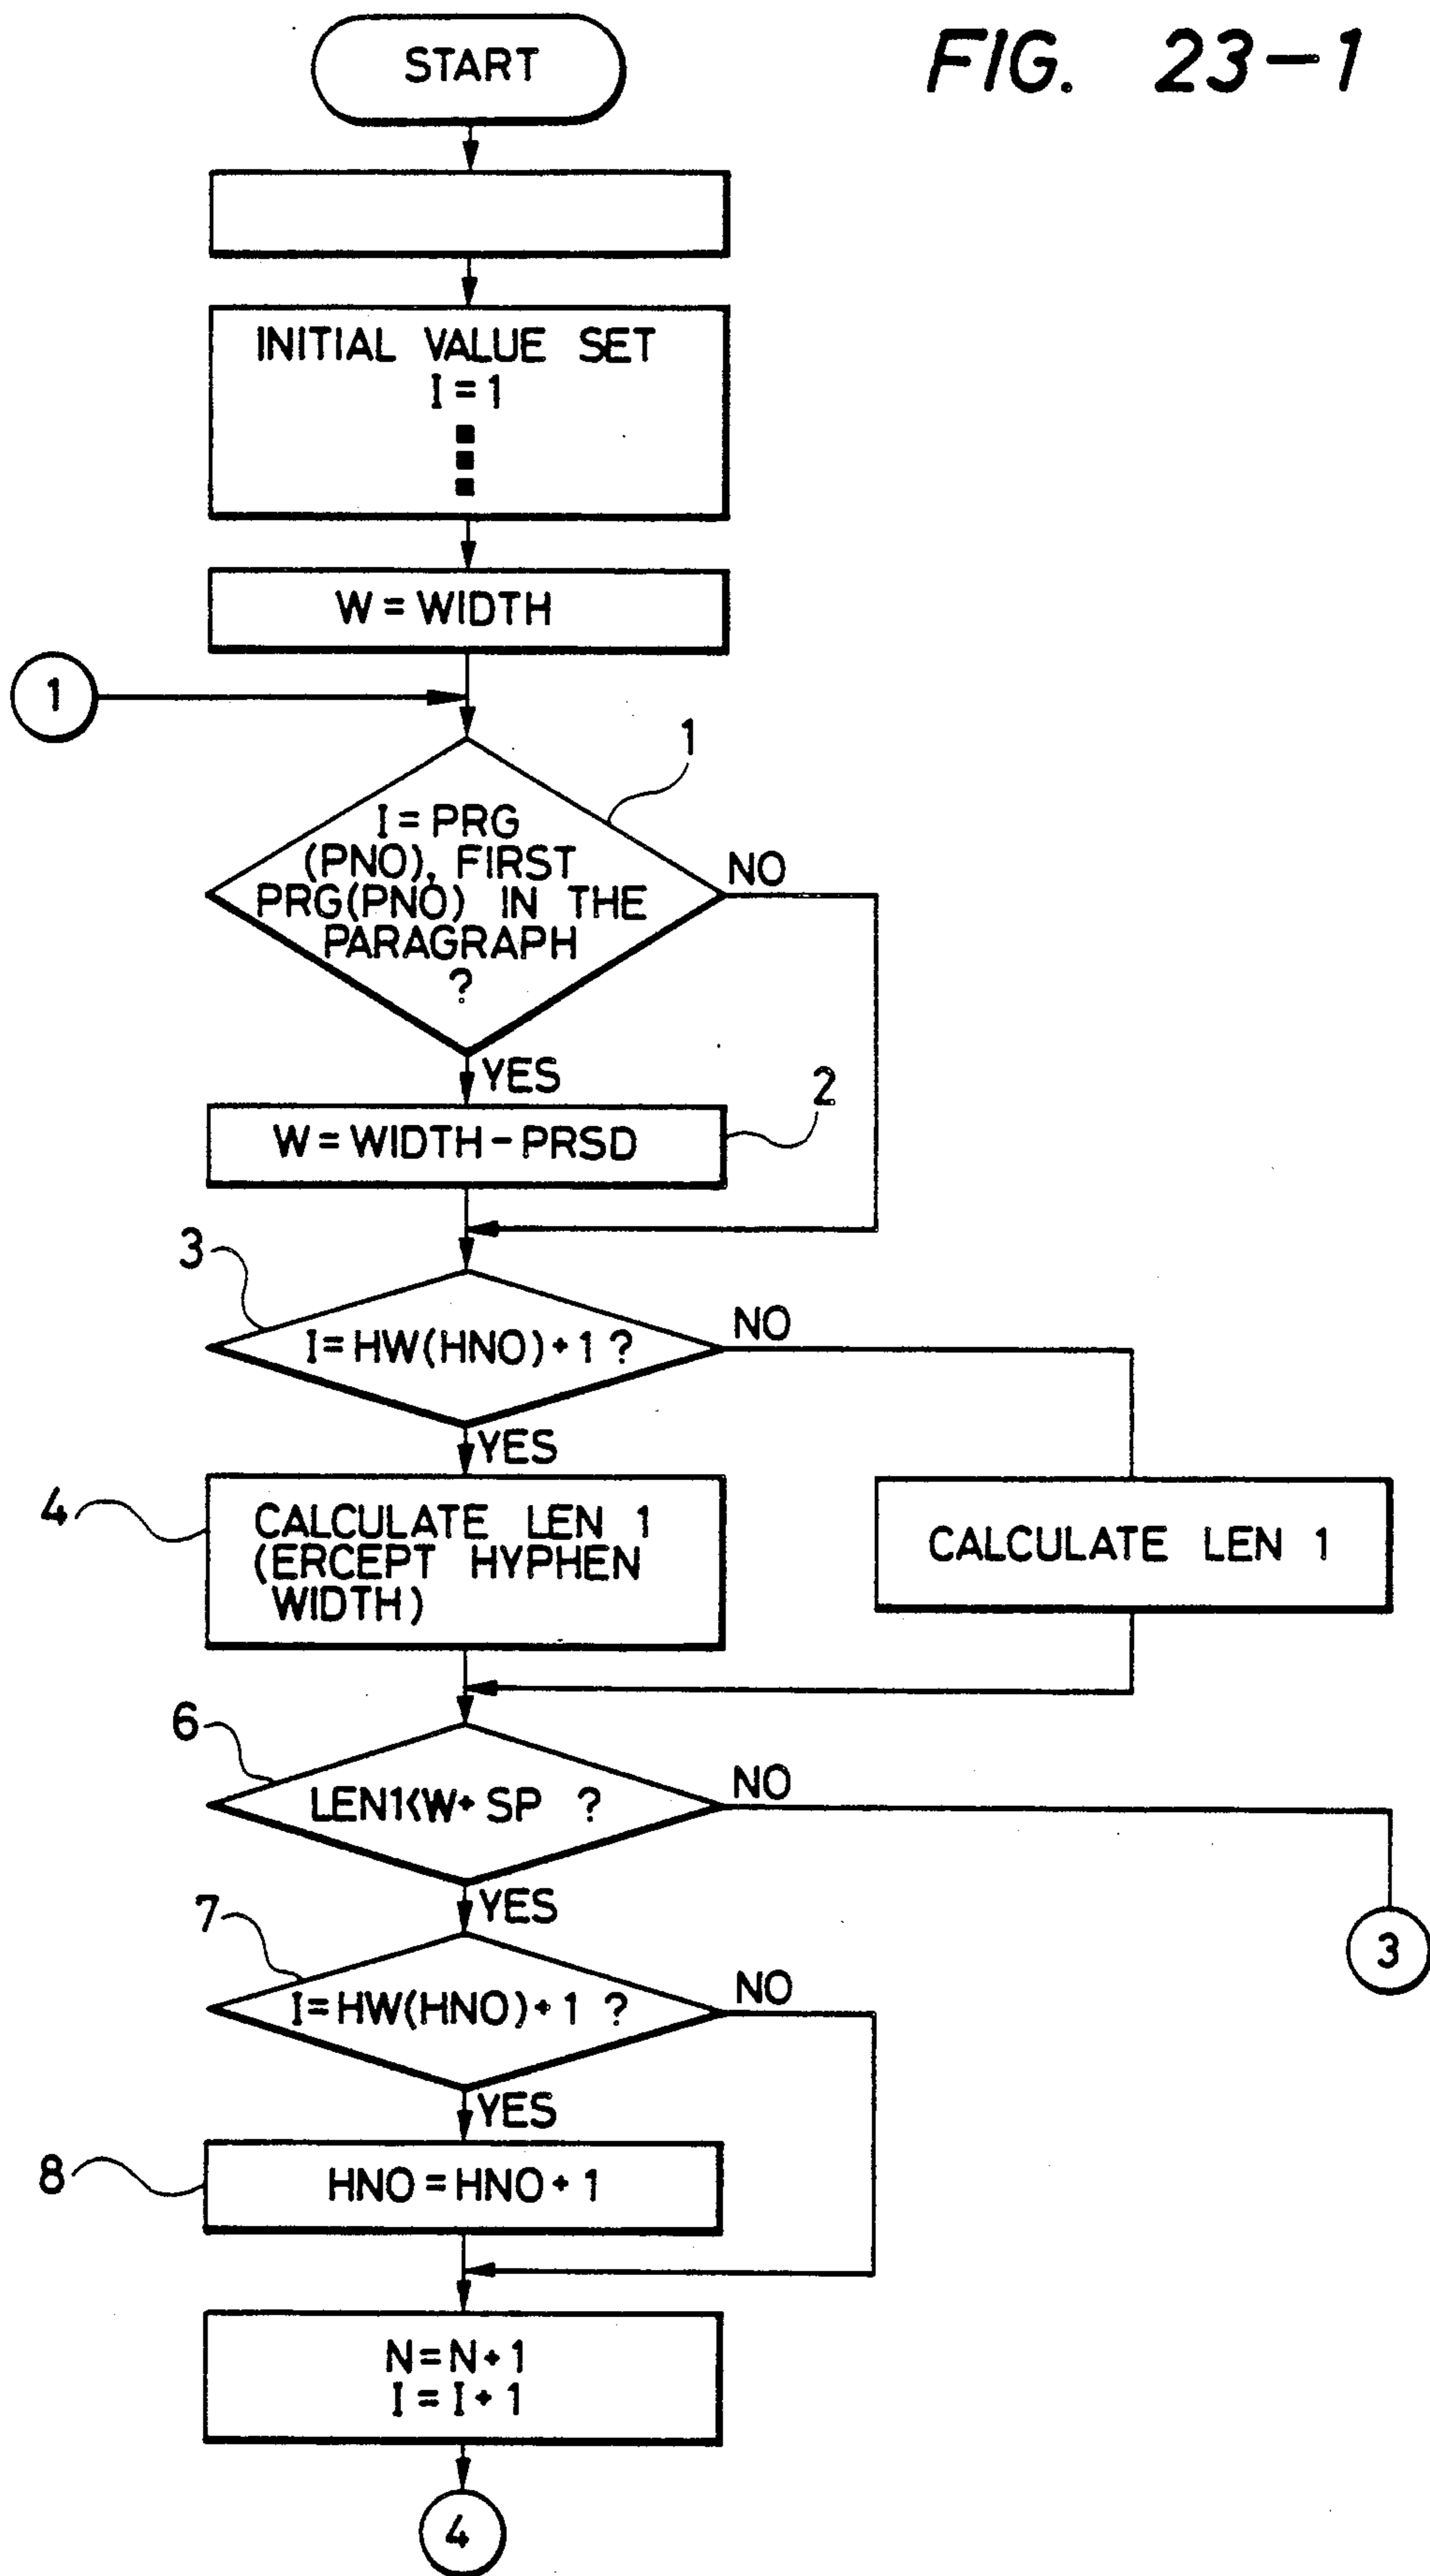 FIG. 23-1
START
INITIAL VALUE SET
I = 1
W = WIDTH
1
1
I = PRG
(PNO), FIRST
PRG(PNO) IN THE
PARAGRAPH
?
NO
YES
2
W = WIDTH - PRSD
3
I = HW(HNO) + 1 ?
NO
YES
4
CALCULATE LEN 1
(ERCEPT HYPHEN
WIDTH)
CALCULATE LEN 1
6
LEN1<W + SP ?
NO
YES
3
7
I = HW(HNO) + 1 ?
NO
YES
8
HNO = HNO + 1
N = N + 1
I = I + 1
4